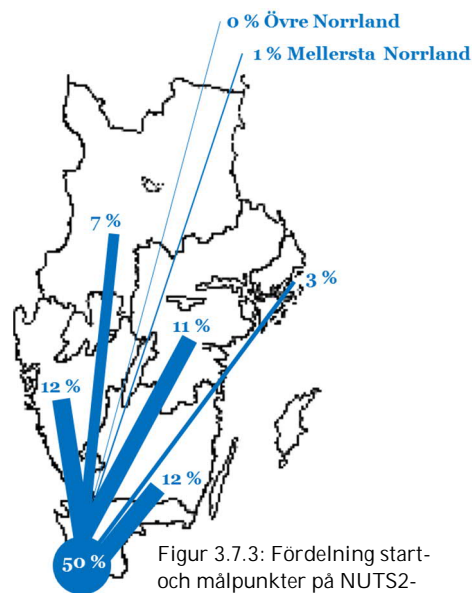 0 % Övre Norrland
1 % Mellersta Norrland
7 %
3 %
11 %
12 %
12 %
50 %
Figur 3.7.3: Fördelning start-
och målpunkter på NUTS2-